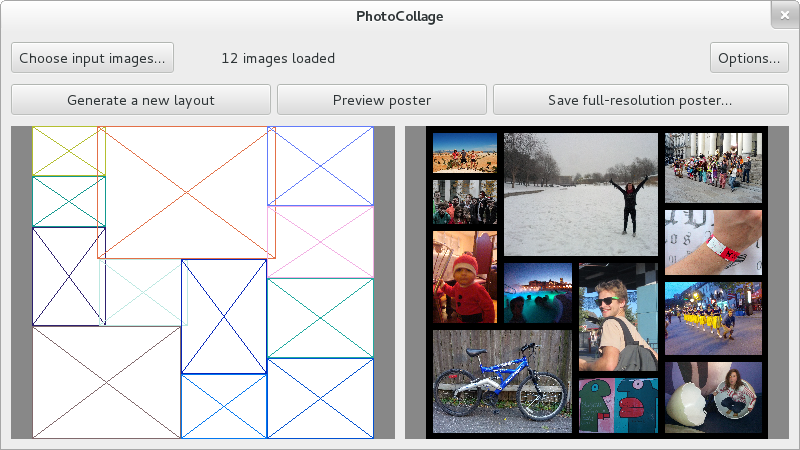 PhotoCollage
Choose input images...
12 images loaded
Options...
Generate a new layout
Preview poster
Save full-resolution poster...